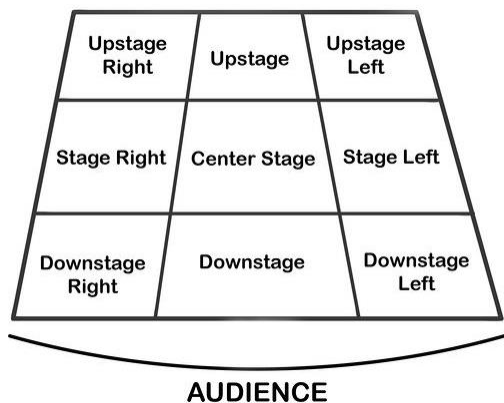 Upstage
Right
Upstage
Upstage
Left
Stage Right
Center Stage
Stage Left
Downstage
Right
Downstage
Downstage
Left
AUDIENCE